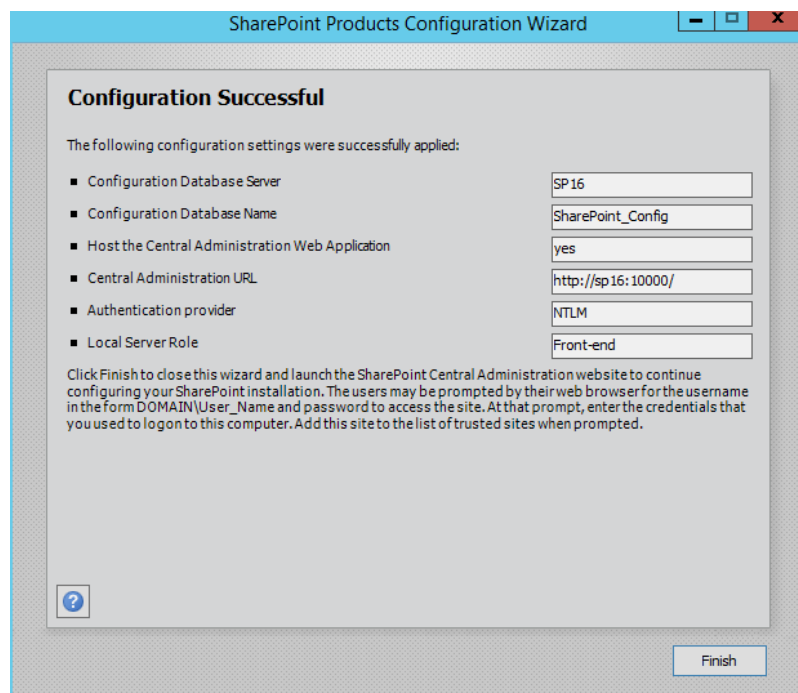 SharePoint Products Configuration Wizard
x
Configuration Successful
The following configuration settings were successfully applied:
Configuration Database Server
SP16
Configuration Database Name
SharePoint_Config
Host the Central Administration Web Application
yes
Central Administration URL
http://sp16:10000/
Authentication provider
NTLM
Local Server Role
Front-end
Click Finish to close this wizard and launch the SharePoint Central Administration website to continue
configuring your SharePoint installation. The users may be prompted by their web browser for the username
in the form DOMAIN\User_Name and password to access the site. At that prompt, enter the credentials that
you used to logon to this computer. Add this site to the list of trusted sites when prompted.
?
Finish